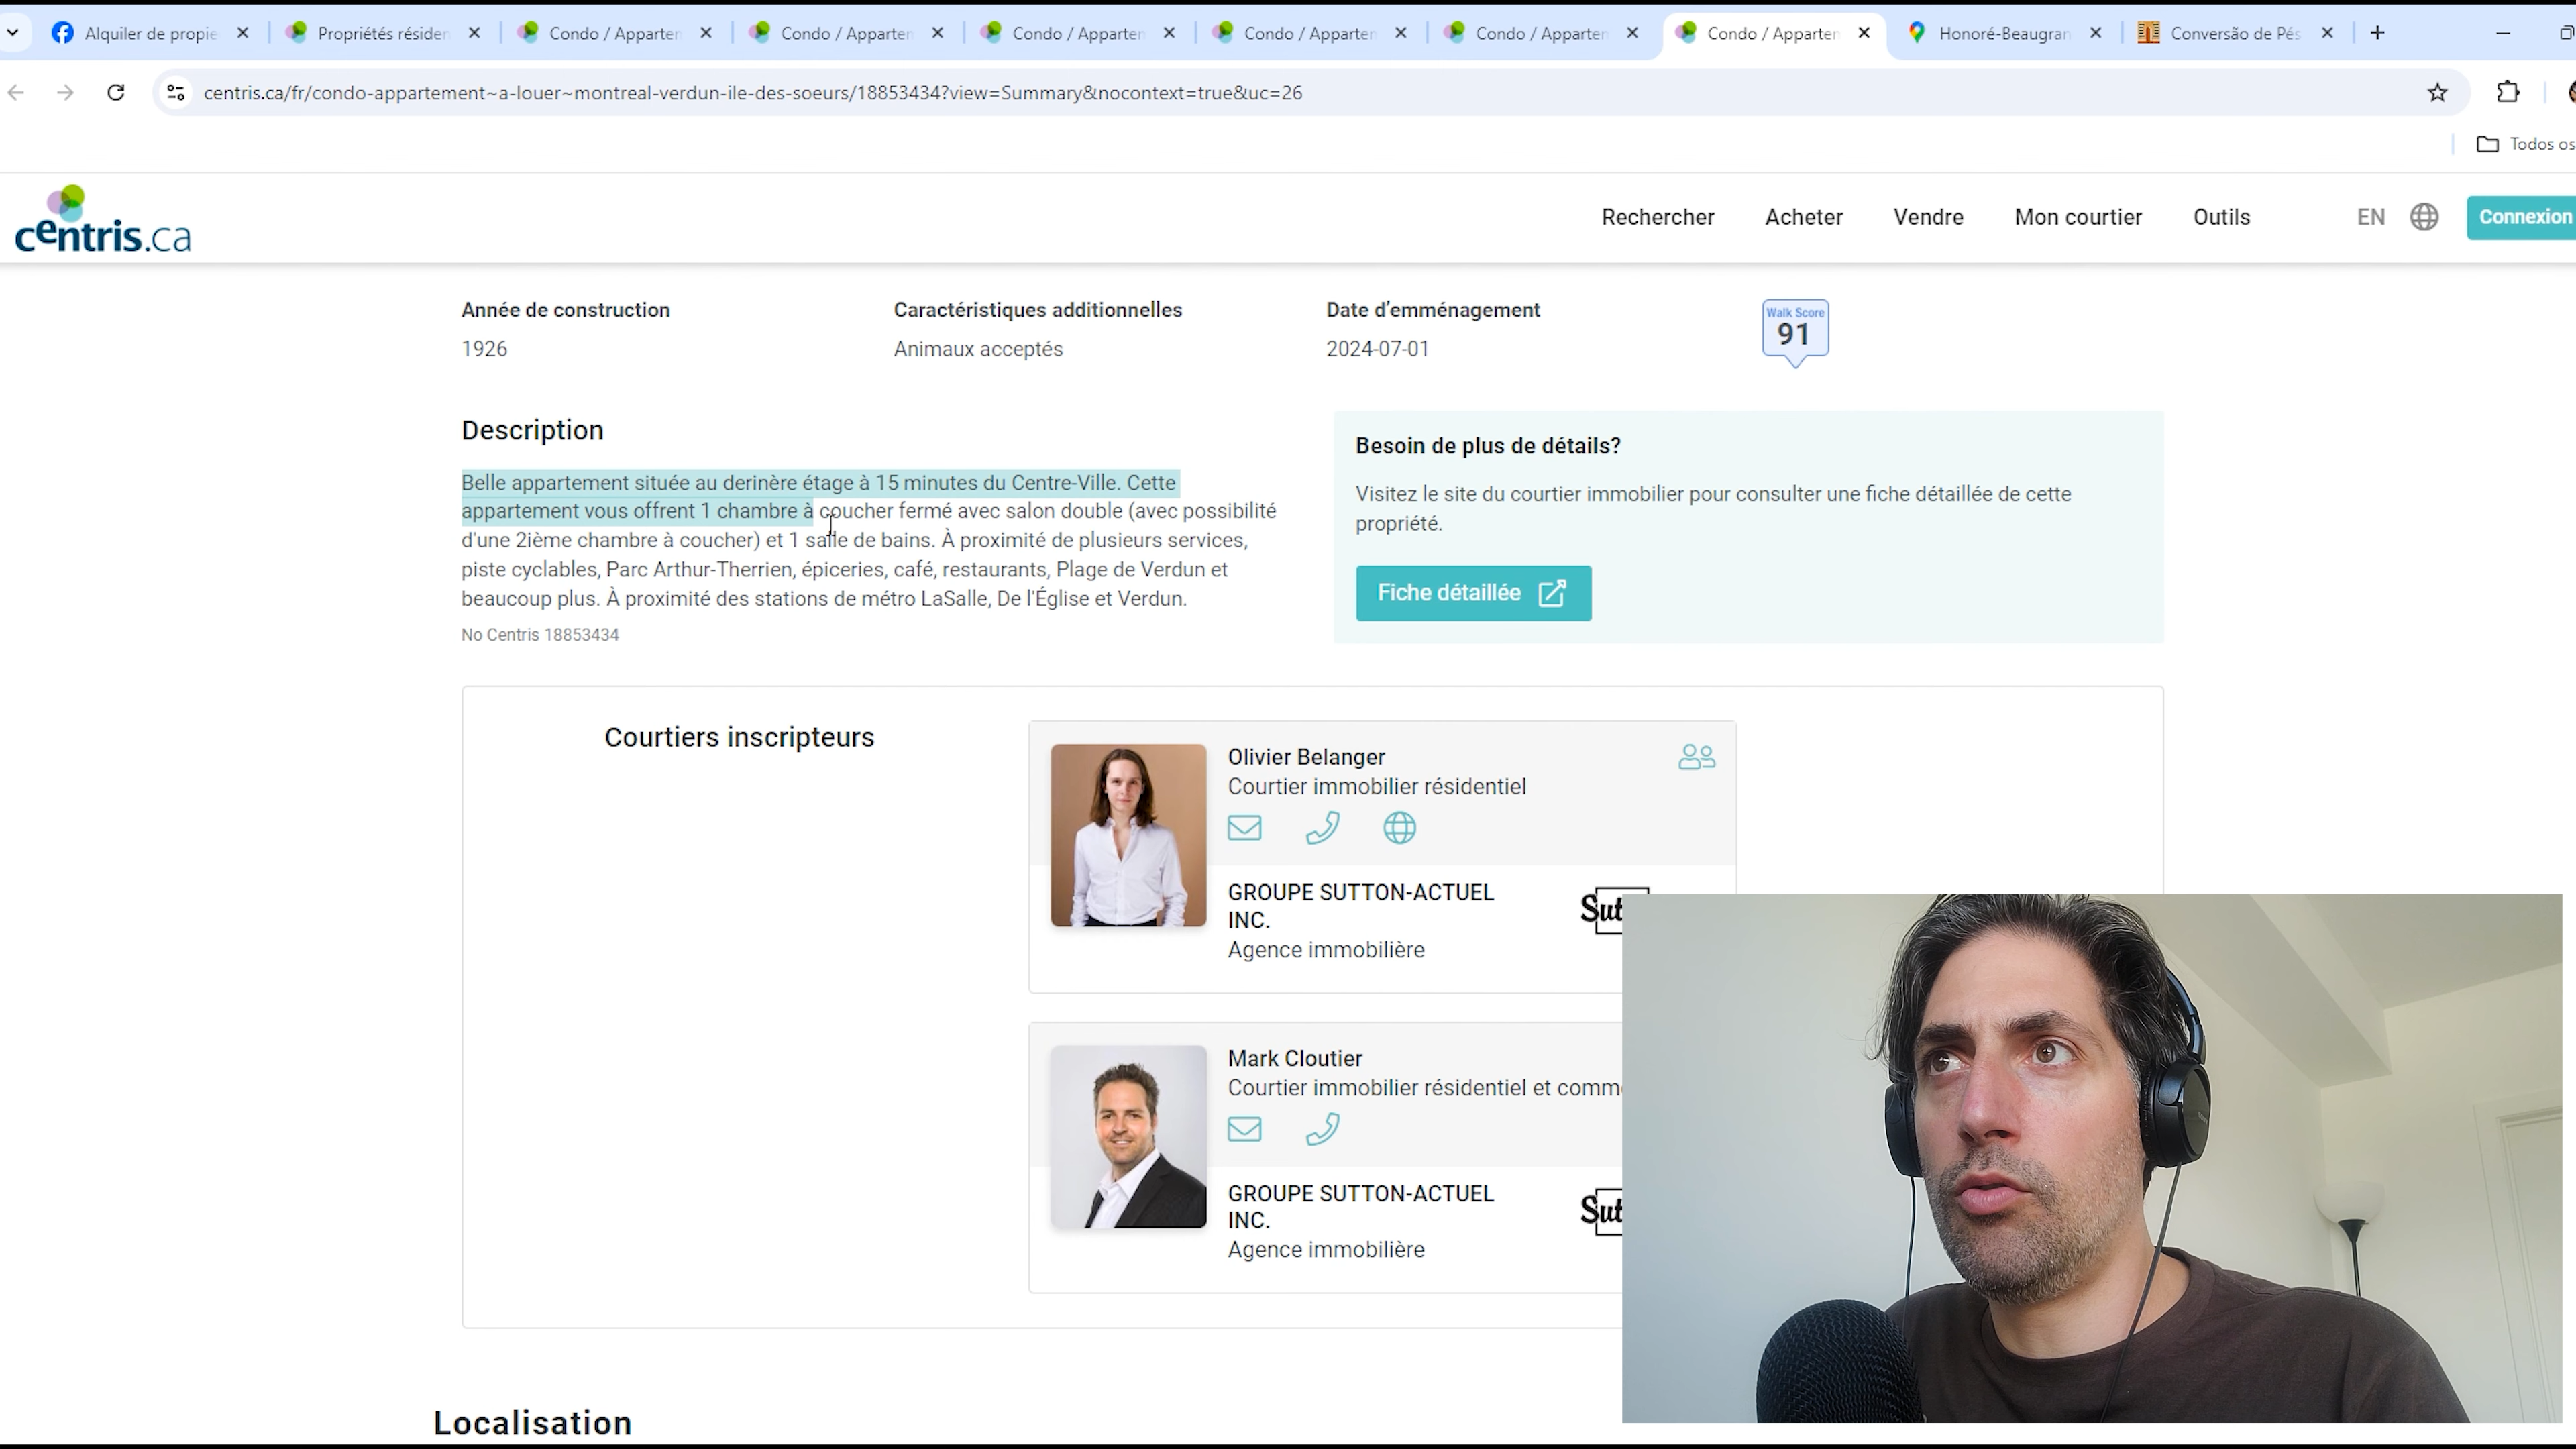 Alquiler de propie
Propriétés résiden
Condo / Apparten
Condo / Apparten
Condo / Apparten
Condo / Apparten
Condo / Apparten
Condo / Apparten
Honoré-Beaugran
Conversão de Pés
centris.ca/fr/condo-appartement~a-louer~montreal-verdun-ile-des-soeurs/18853434?view=Summary&nocontext=true&uc=26
Todos os
centris.ca
Rechercher
Acheter
Vendre
Mon courtier
Outils
EN
Connexion
Année de construction
1926
Caractéristiques additionnelles
Animaux acceptés
Date d’emménagement
2024-07-01
Walk Score
91
Description
Belle appartement située au derinère étage à 15 minutes du Centre-Ville. Cette
appartement vous offrent 1 chambre à coucher fermé avec salon double (avec possibilité
d'une 2ième chambre à coucher) et 1 salle de bains. À proximité de plusieurs services,
piste cyclables, Parc Arthur-Therrien, épiceries, café, restaurants, Plage de Verdun et
beaucoup plus. À proximité des stations de métro LaSalle, De l'Église et Verdun.
No Centris 18853434
Besoin de plus de détails?
Visitez le site du courtier immobilier pour consulter une fiche détaillée de cette
propriété.
Fiche détaillée
Courtiers inscripteurs
Olivier Belanger
Courtier immobilier résidentiel
GROUPE SUTTON-ACTUEL
INC.
Agence immobilière
Sut
Mark Cloutier
Courtier immobilier résidentiel et comm
GROUPE SUTTON-ACTUEL
INC.
Agence immobilière
Sut
Localisation